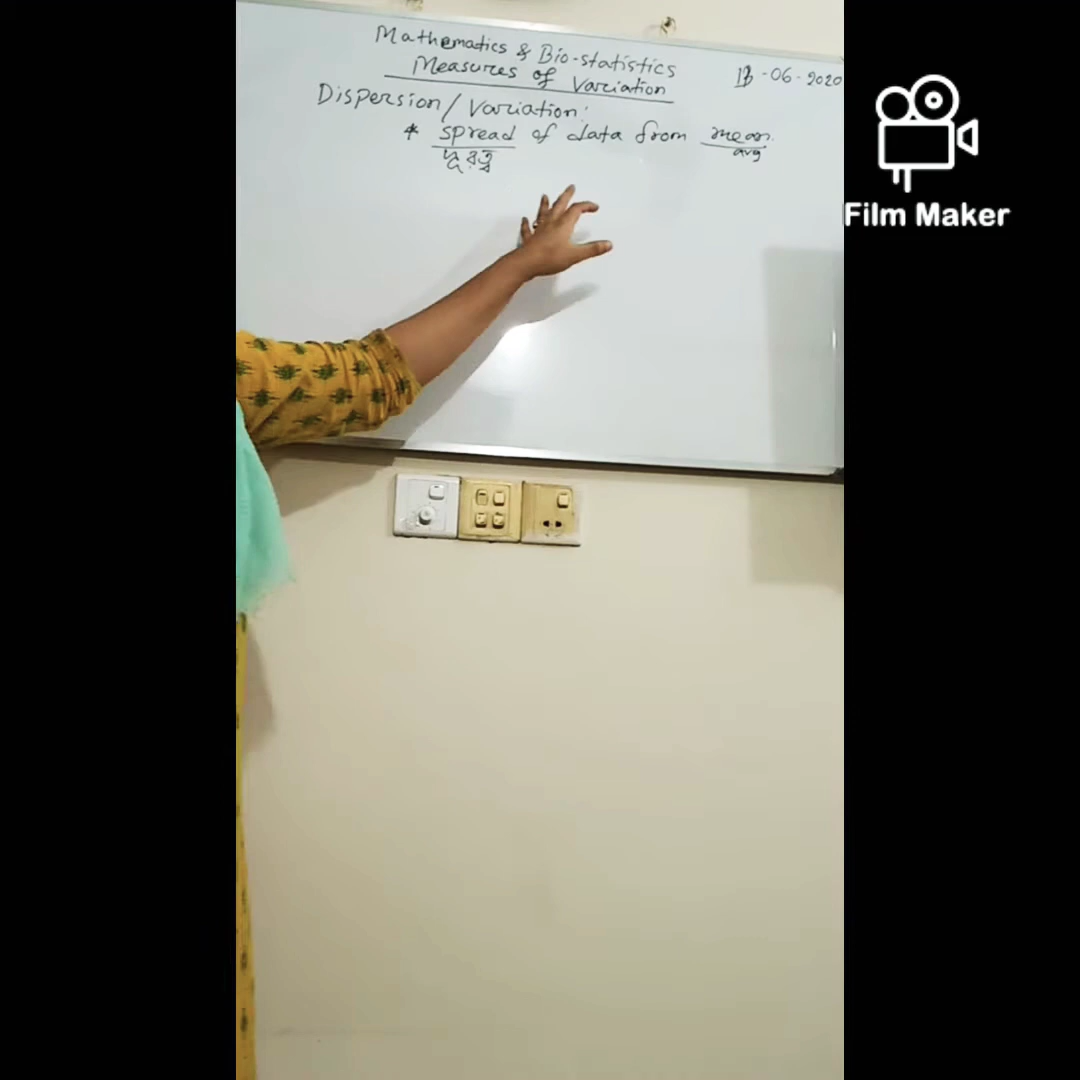 Mathematics & Bio-statistics
Measures of Variation
13-06-2020
Dispersion/Variation:
* spread of data from mean.
দূরত্ব
avg
Film Maker